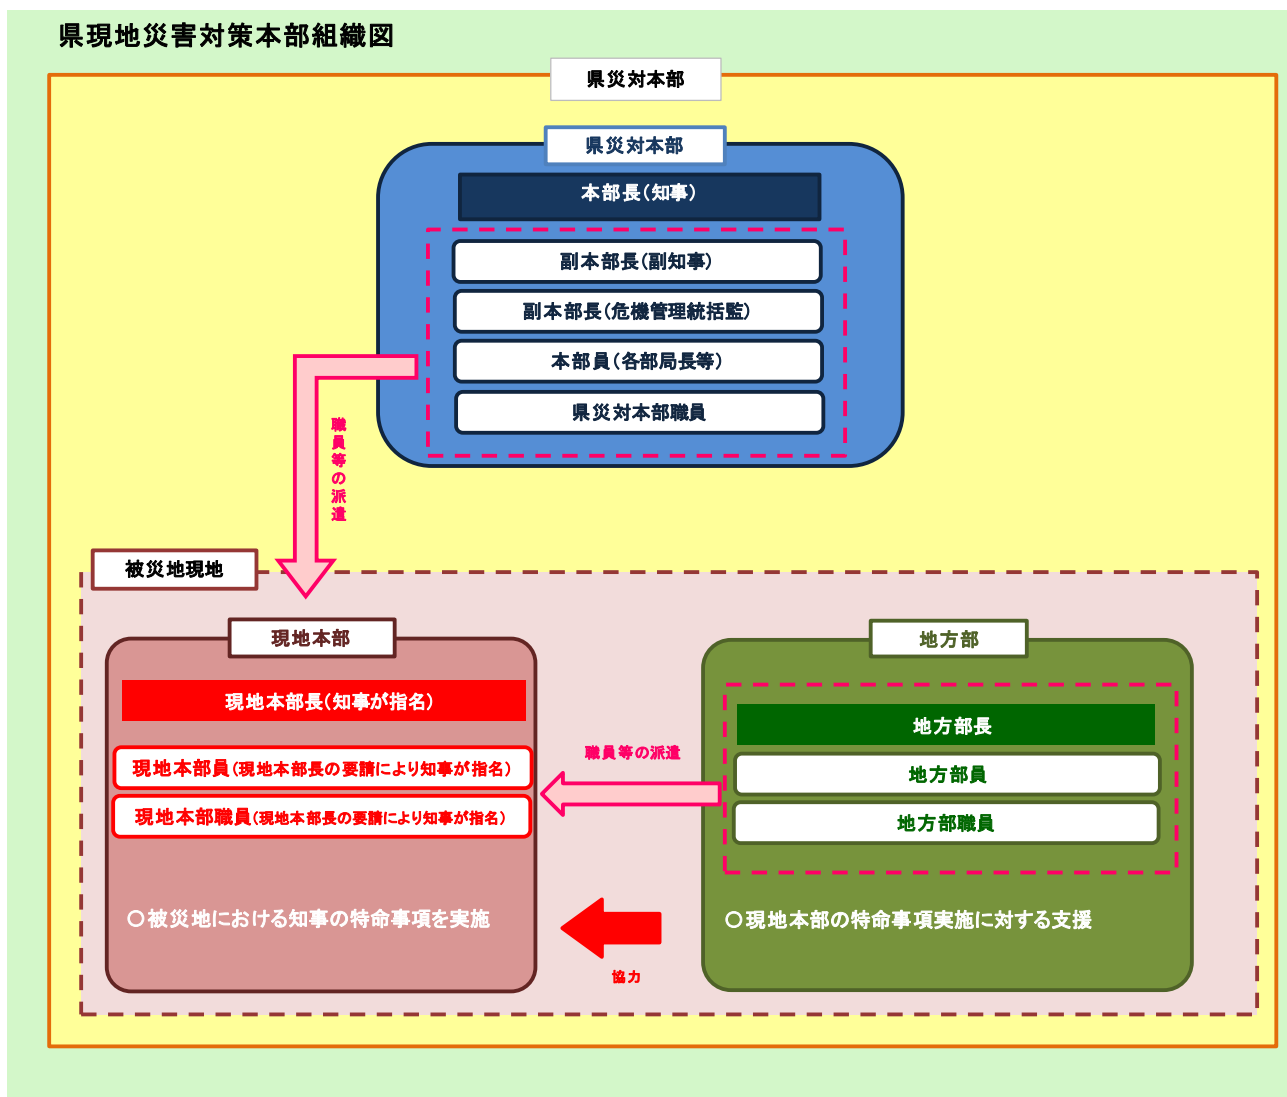 県現地災害対策本部組織図
県災対本部
県災対本部
本部長（知事）
副本部長（副知事）
副本部長（危機管理統括監）
本部員（各部局長等）
県災対本部職員
職員等の派遣
被災地現地
現地本部
現地本部長（知事が指名）
現地本部員（現地本部長の要請により知事が指名）
現地本部職員（現地本部長の要請により知事が指名）
○被災地における知事の特命事項を実施
職員等の派遣
協力
地方部
地方部長
地方部員
地方部職員
○現地本部の特命事項実施に対する支援